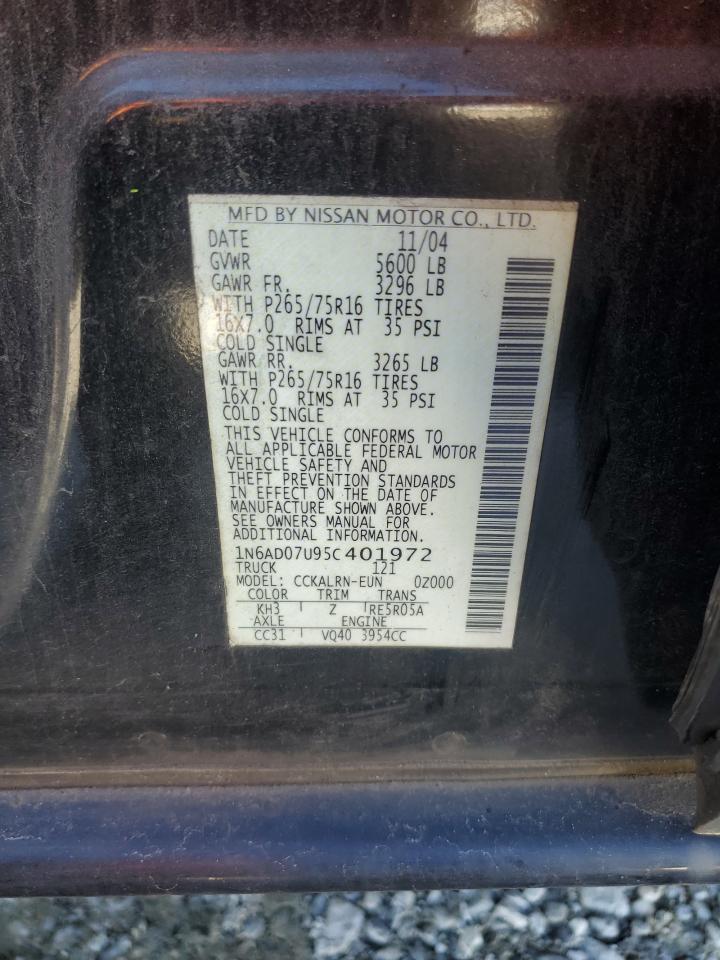 MFD BY NISSAN MOTOR CO., LTD.
DATE 11/04
GVWR 5600 LB
GAWR FR. 3296 LB
WITH P265/75R16 TIRES
16X7.0 RIMS AT 35 PSI
COLD SINGLE
GAWR RR. 3265 LB
WITH P265/75R16 TIRES
16X7.0 RIMS AT 35 PSI
COLD SINGLE
THIS VEHICLE CONFORMS TO
ALL APPLICABLE FEDERAL MOTOR
VEHICLE SAFETY AND
THEFT PREVENTION STANDARDS
IN EFFECT ON THE DATE OF
MANUFACTURE SHOWN ABOVE.
SEE OWNERS MANUAL FOR
ADDITIONAL INFORMATION.
1N6AD07U95C401972
TRUCK 121
MODEL: CCKALRN-EUN 0Z000
COLOR TRIM TRANS
KH3 Z RE5R05A
AXLE ENGINE
CC31 VQ40 3954CC